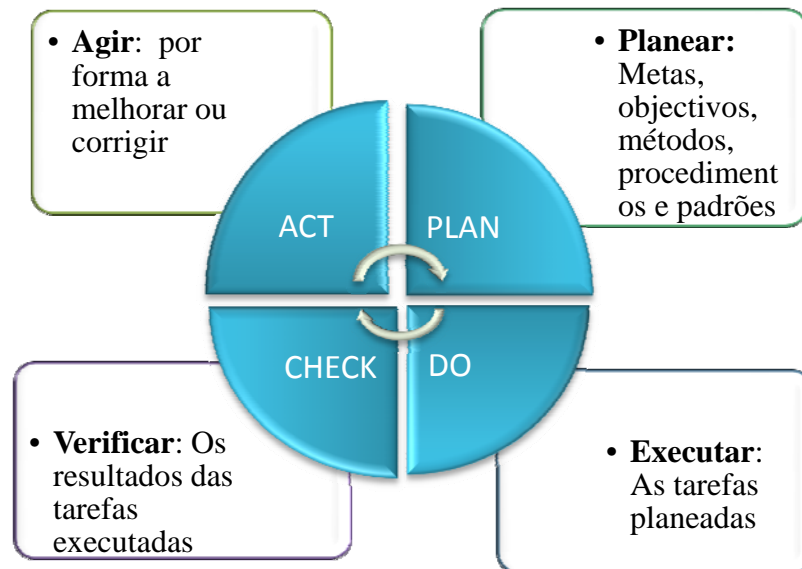 • Agir: por
forma a
melhorar ou
corrigir
• Planear:
Metas,
objectivos,
métodos,
procediment
os e padrões
ACT
PLAN
CHECK
DO
• Verificar: Os
resultados das
tarefas
executadas
• Executar:
As tarefas
planeadas